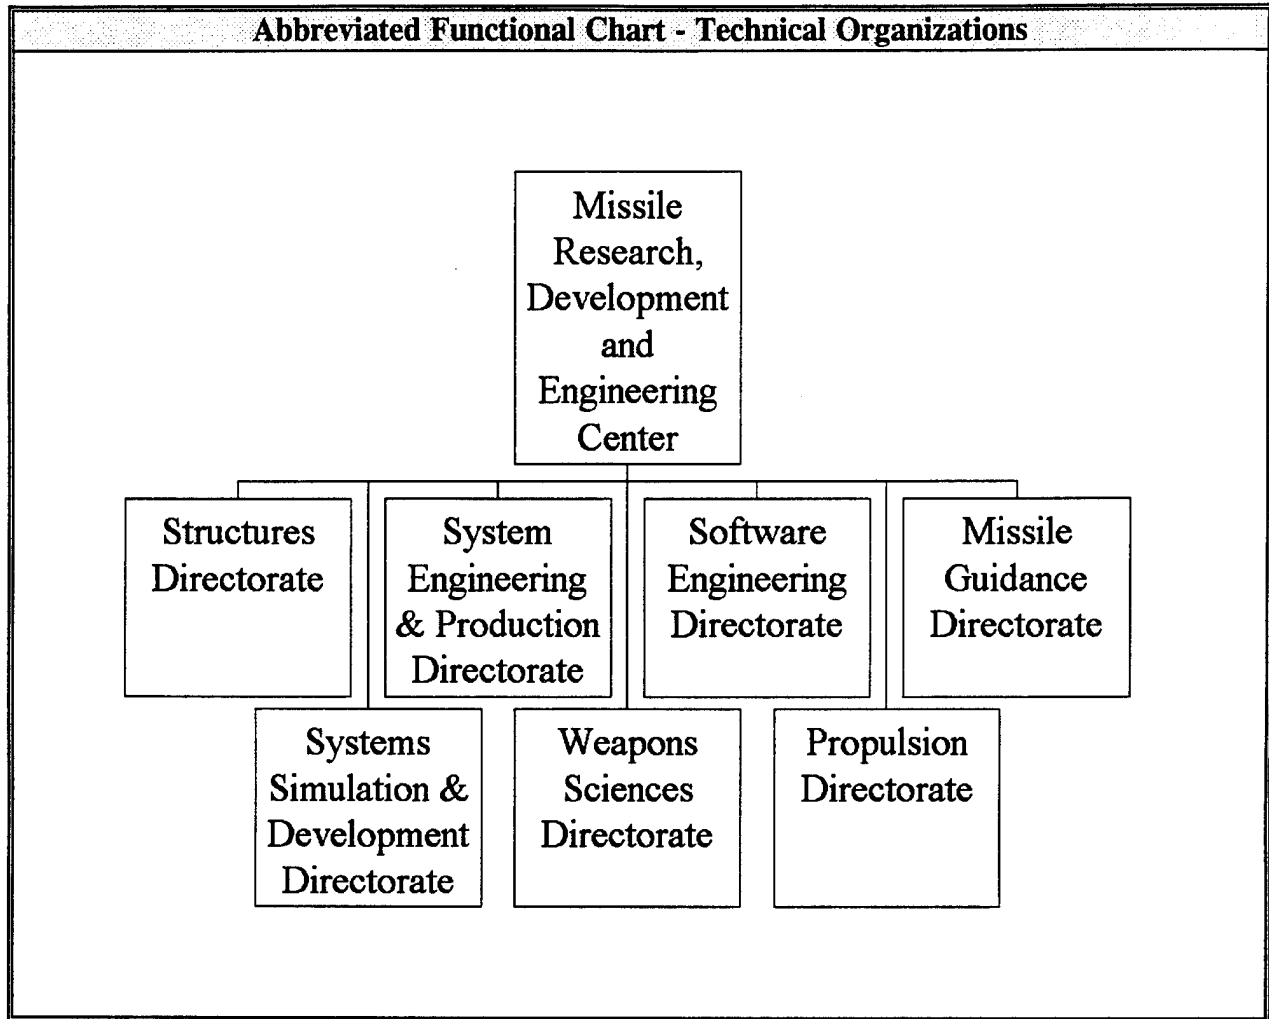 Abbreviated Functional Chart - Technical Organizations
Missile
Research,
Development
and
Engineering
Center
Structures
Directorate
System
Engineering
& Production
Directorate
Software
Engineering
Directorate
Missile
Guidance
Directorate
Systems
Simulation &
Development
Directorate
Weapons
Sciences
Directorate
Propulsion
Directorate